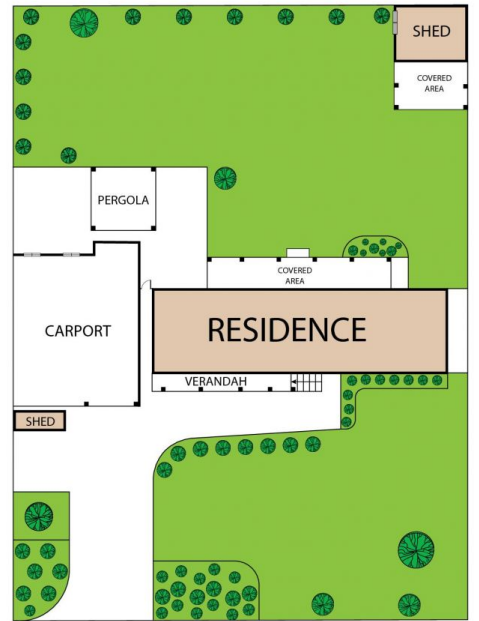 SHED
COVERED
AREA
PERGOLA
COVERED
AREA
CARPORT
RESIDENCE
VERANDAH
SHED